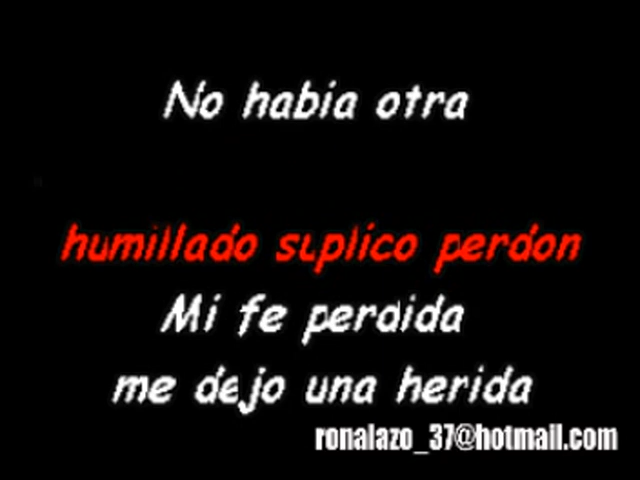 No habia otra
humillado suplico perdon
Mi fe perdida
me dejo una herida
ronalazo_37@hotmail.com